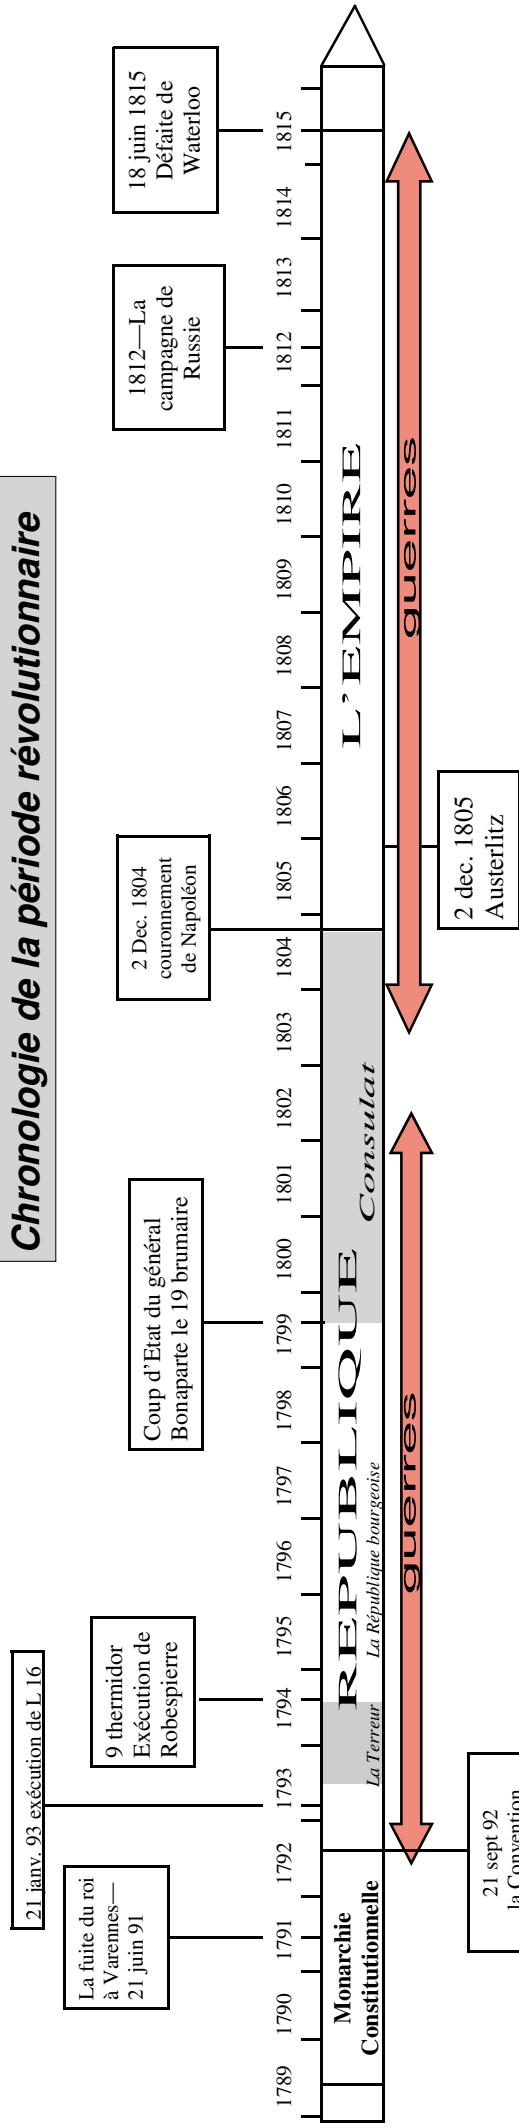 Chronologie de la période révolutionnaire
21 janv. 93 exécution de L 16
La fuite du roi
à Varennes—
21 juin 91
9 thermidor
Exécution de
Robespierre
Coup d'Etat du général
Bonaparte le 19 brumaire
2 Dec. 1804
couronnement
de Napoléon
1812—La
campagne de
Russie
18 juin 1815
Défaite de
Waterloo
1789 1790 1791 1792 1793 1794 1795 1796 1797 1798 1799 1800 1801 1802 1803 1804 1805 1806 1807 1808 1809 1810 1811 1812 1813 1814 1815
Monarchie
Constitutionnelle
REPUBLIQUE
La Terreur
La République bourgeoise
Consulat
L'EMPIRE
guerres
guerres
21 sept 92
la Convention
2 dec. 1805
Austerlitz